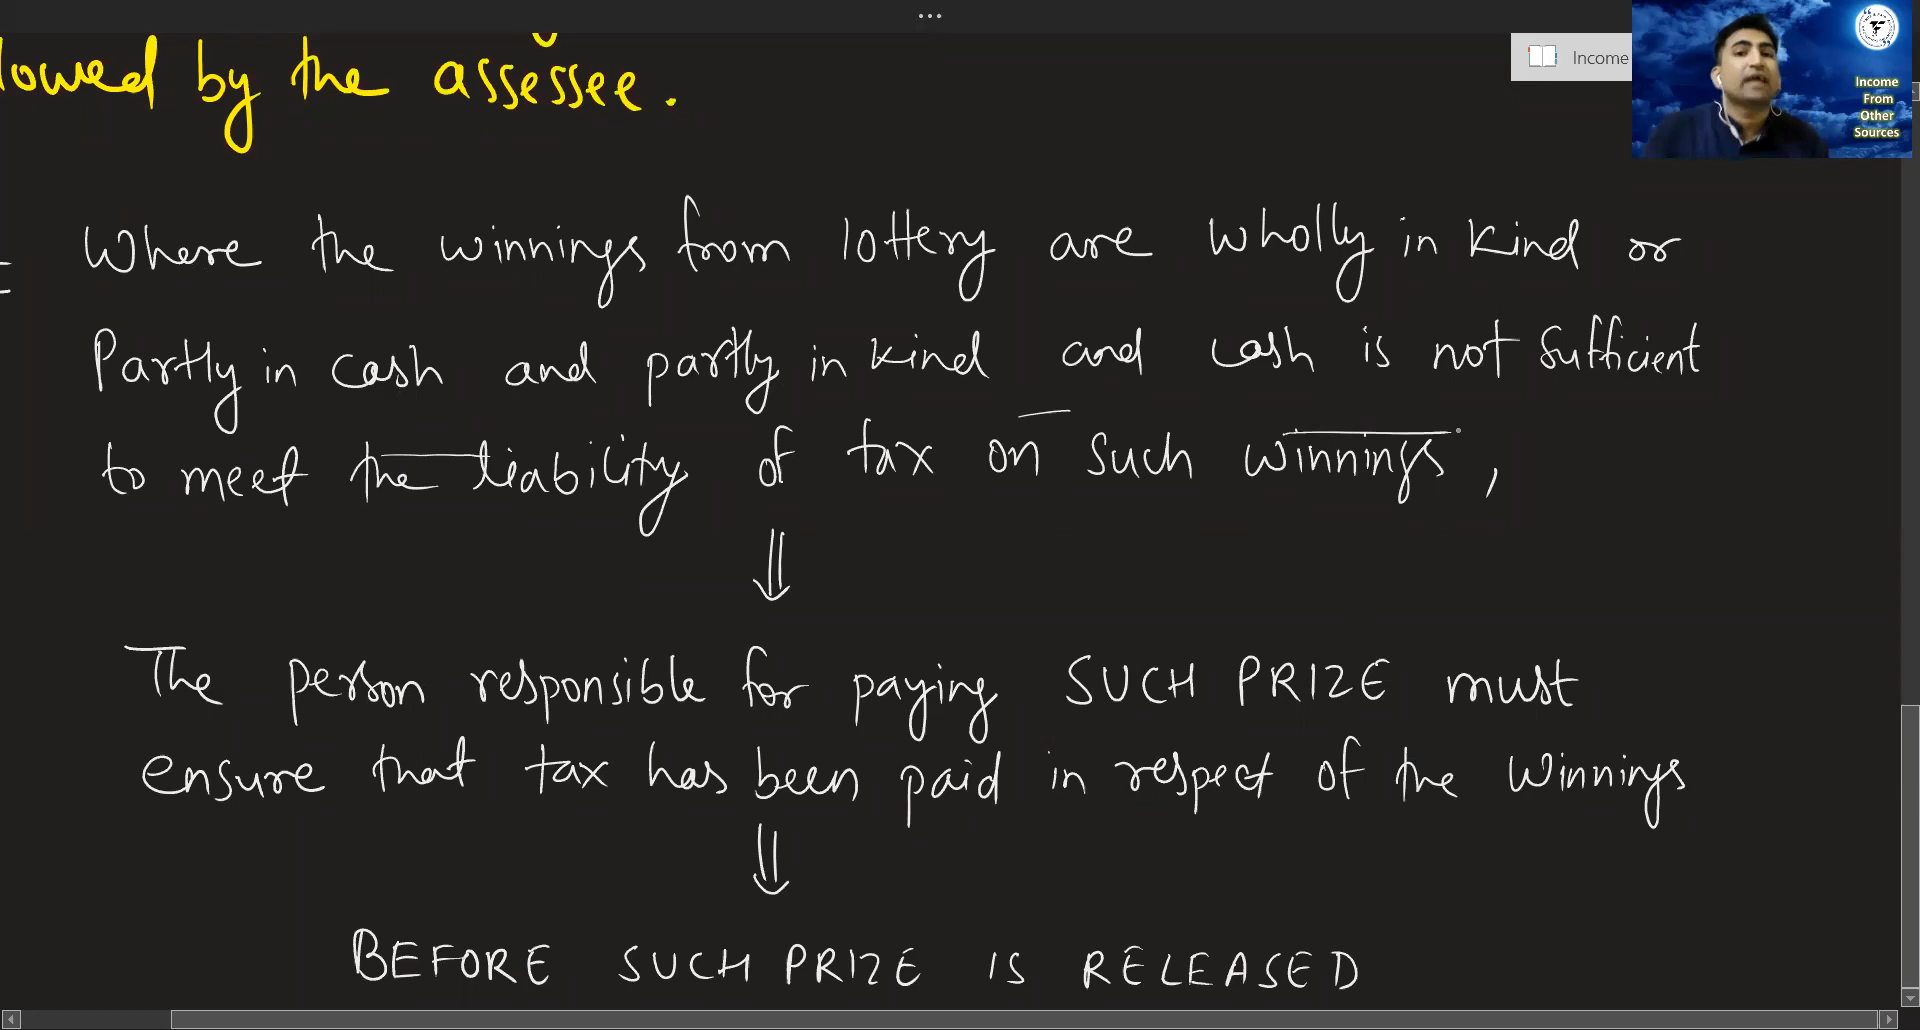 by the assessee.
Income
Income
From
Other
Sources
Where the winnings from lottery are wholly in kind or
Partly in cash and partly in kind and cash is not sufficient
to meet the liability of tax on such winnings,
The person responsible for paying SUCH PRIZE must
ensure that tax has been paid in respect of the winnings
BEFORE SUCH PRIZE IS RELEASED